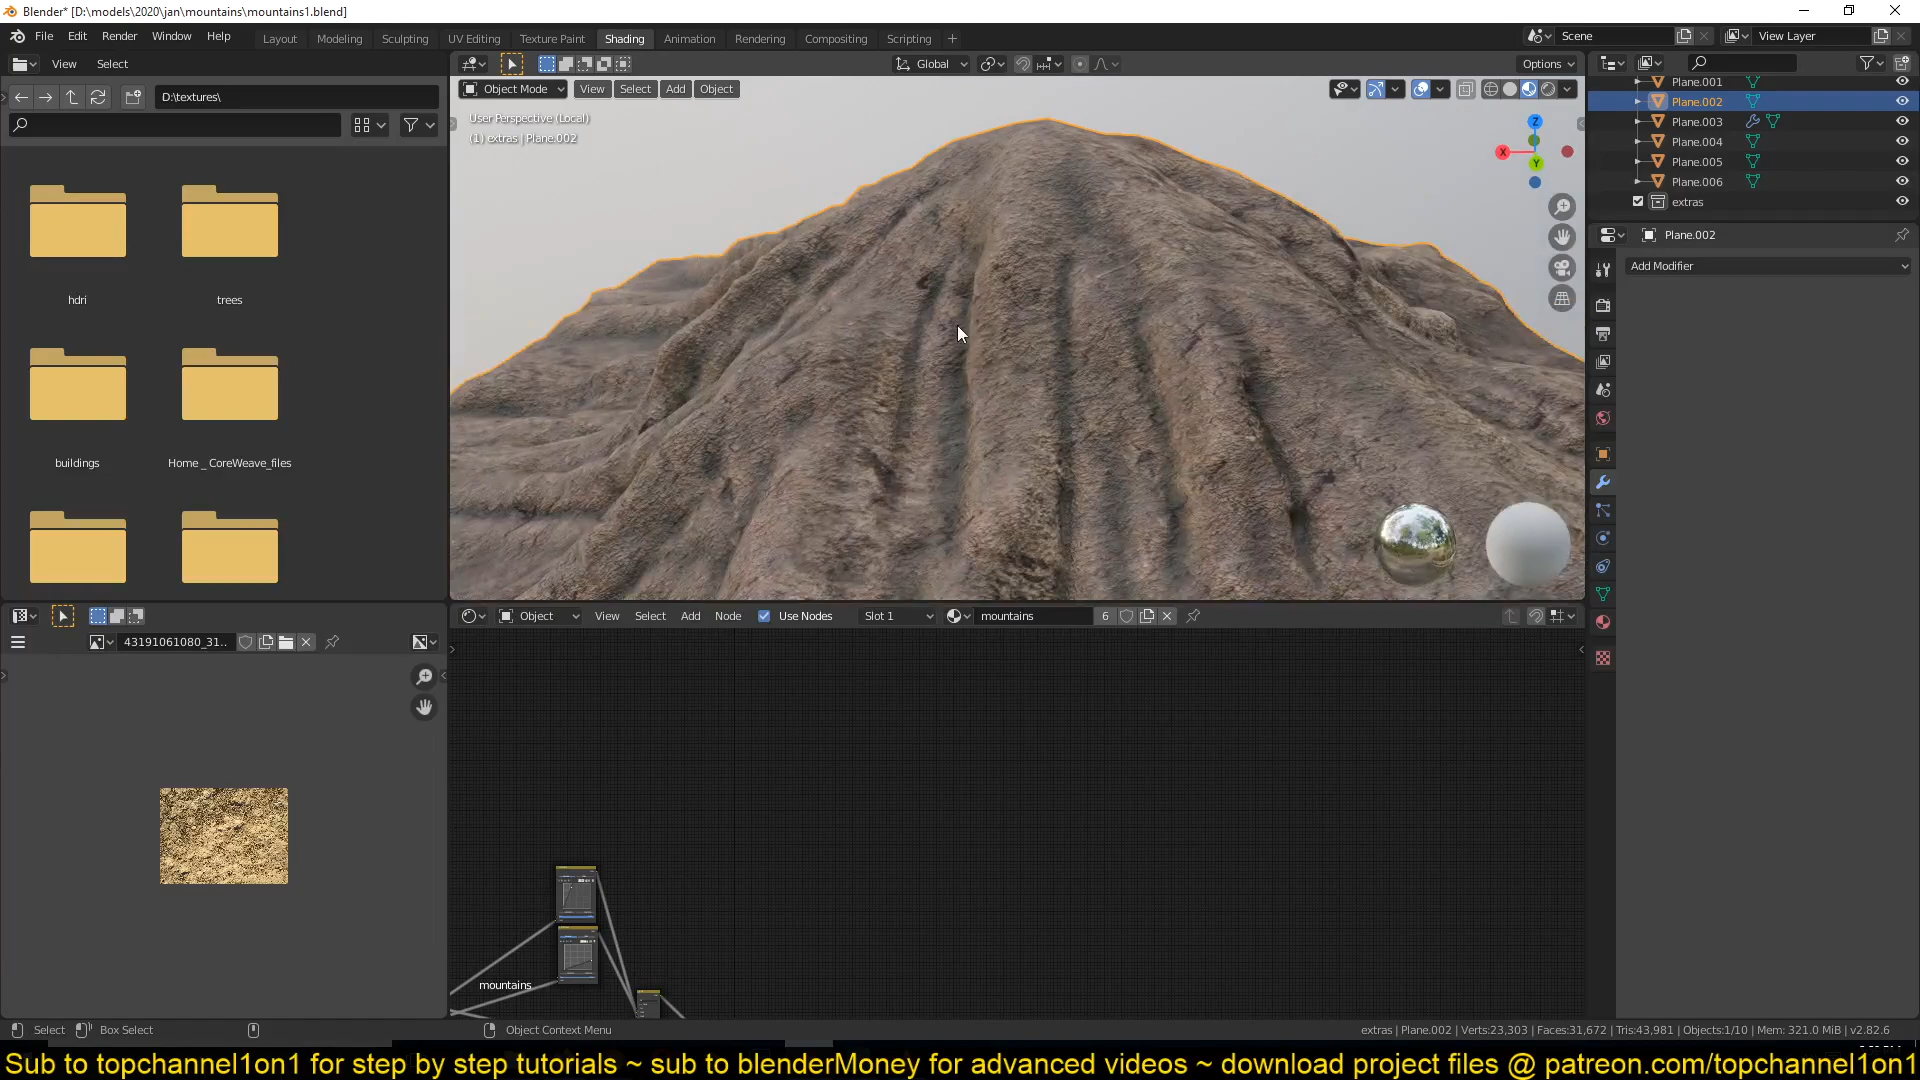 Blender* [D:\models\2020\jan\mountains\mountains1.blend]
File Edit Render Window Help
Layout Modeling Sculpting UV Editing Texture Paint Shading Animation Rendering Compositing Scripting
Scene
View Layer
View Select
Global
Options
D:\textures\
Object Mode View Select Add Object
User Perspective (Local)
(1) extras | Plane.002
Z
X
Y
Plane.001
Plane.002
Plane.003
Plane.004
Plane.005
Plane.006
extras
Plane.002
Add Modifier
hdri
trees
buildings
Home _ CoreWeave_files
Object View Select Add Node Use Nodes Slot 1 mountains 6
43191061080_31..
mountains
Select Box Select Object Context Menu
extras | Plane.002 | Verts:23,303 | Faces:31,672 | Tris:43,981 | Objects:1/10 | Mem: 321.0 MiB | v2.82.6
Sub to topchannel1on1 for step by step tutorials ~ sub to blenderMoney for advanced videos ~ download project files @ patreon.com/topchannel1on1